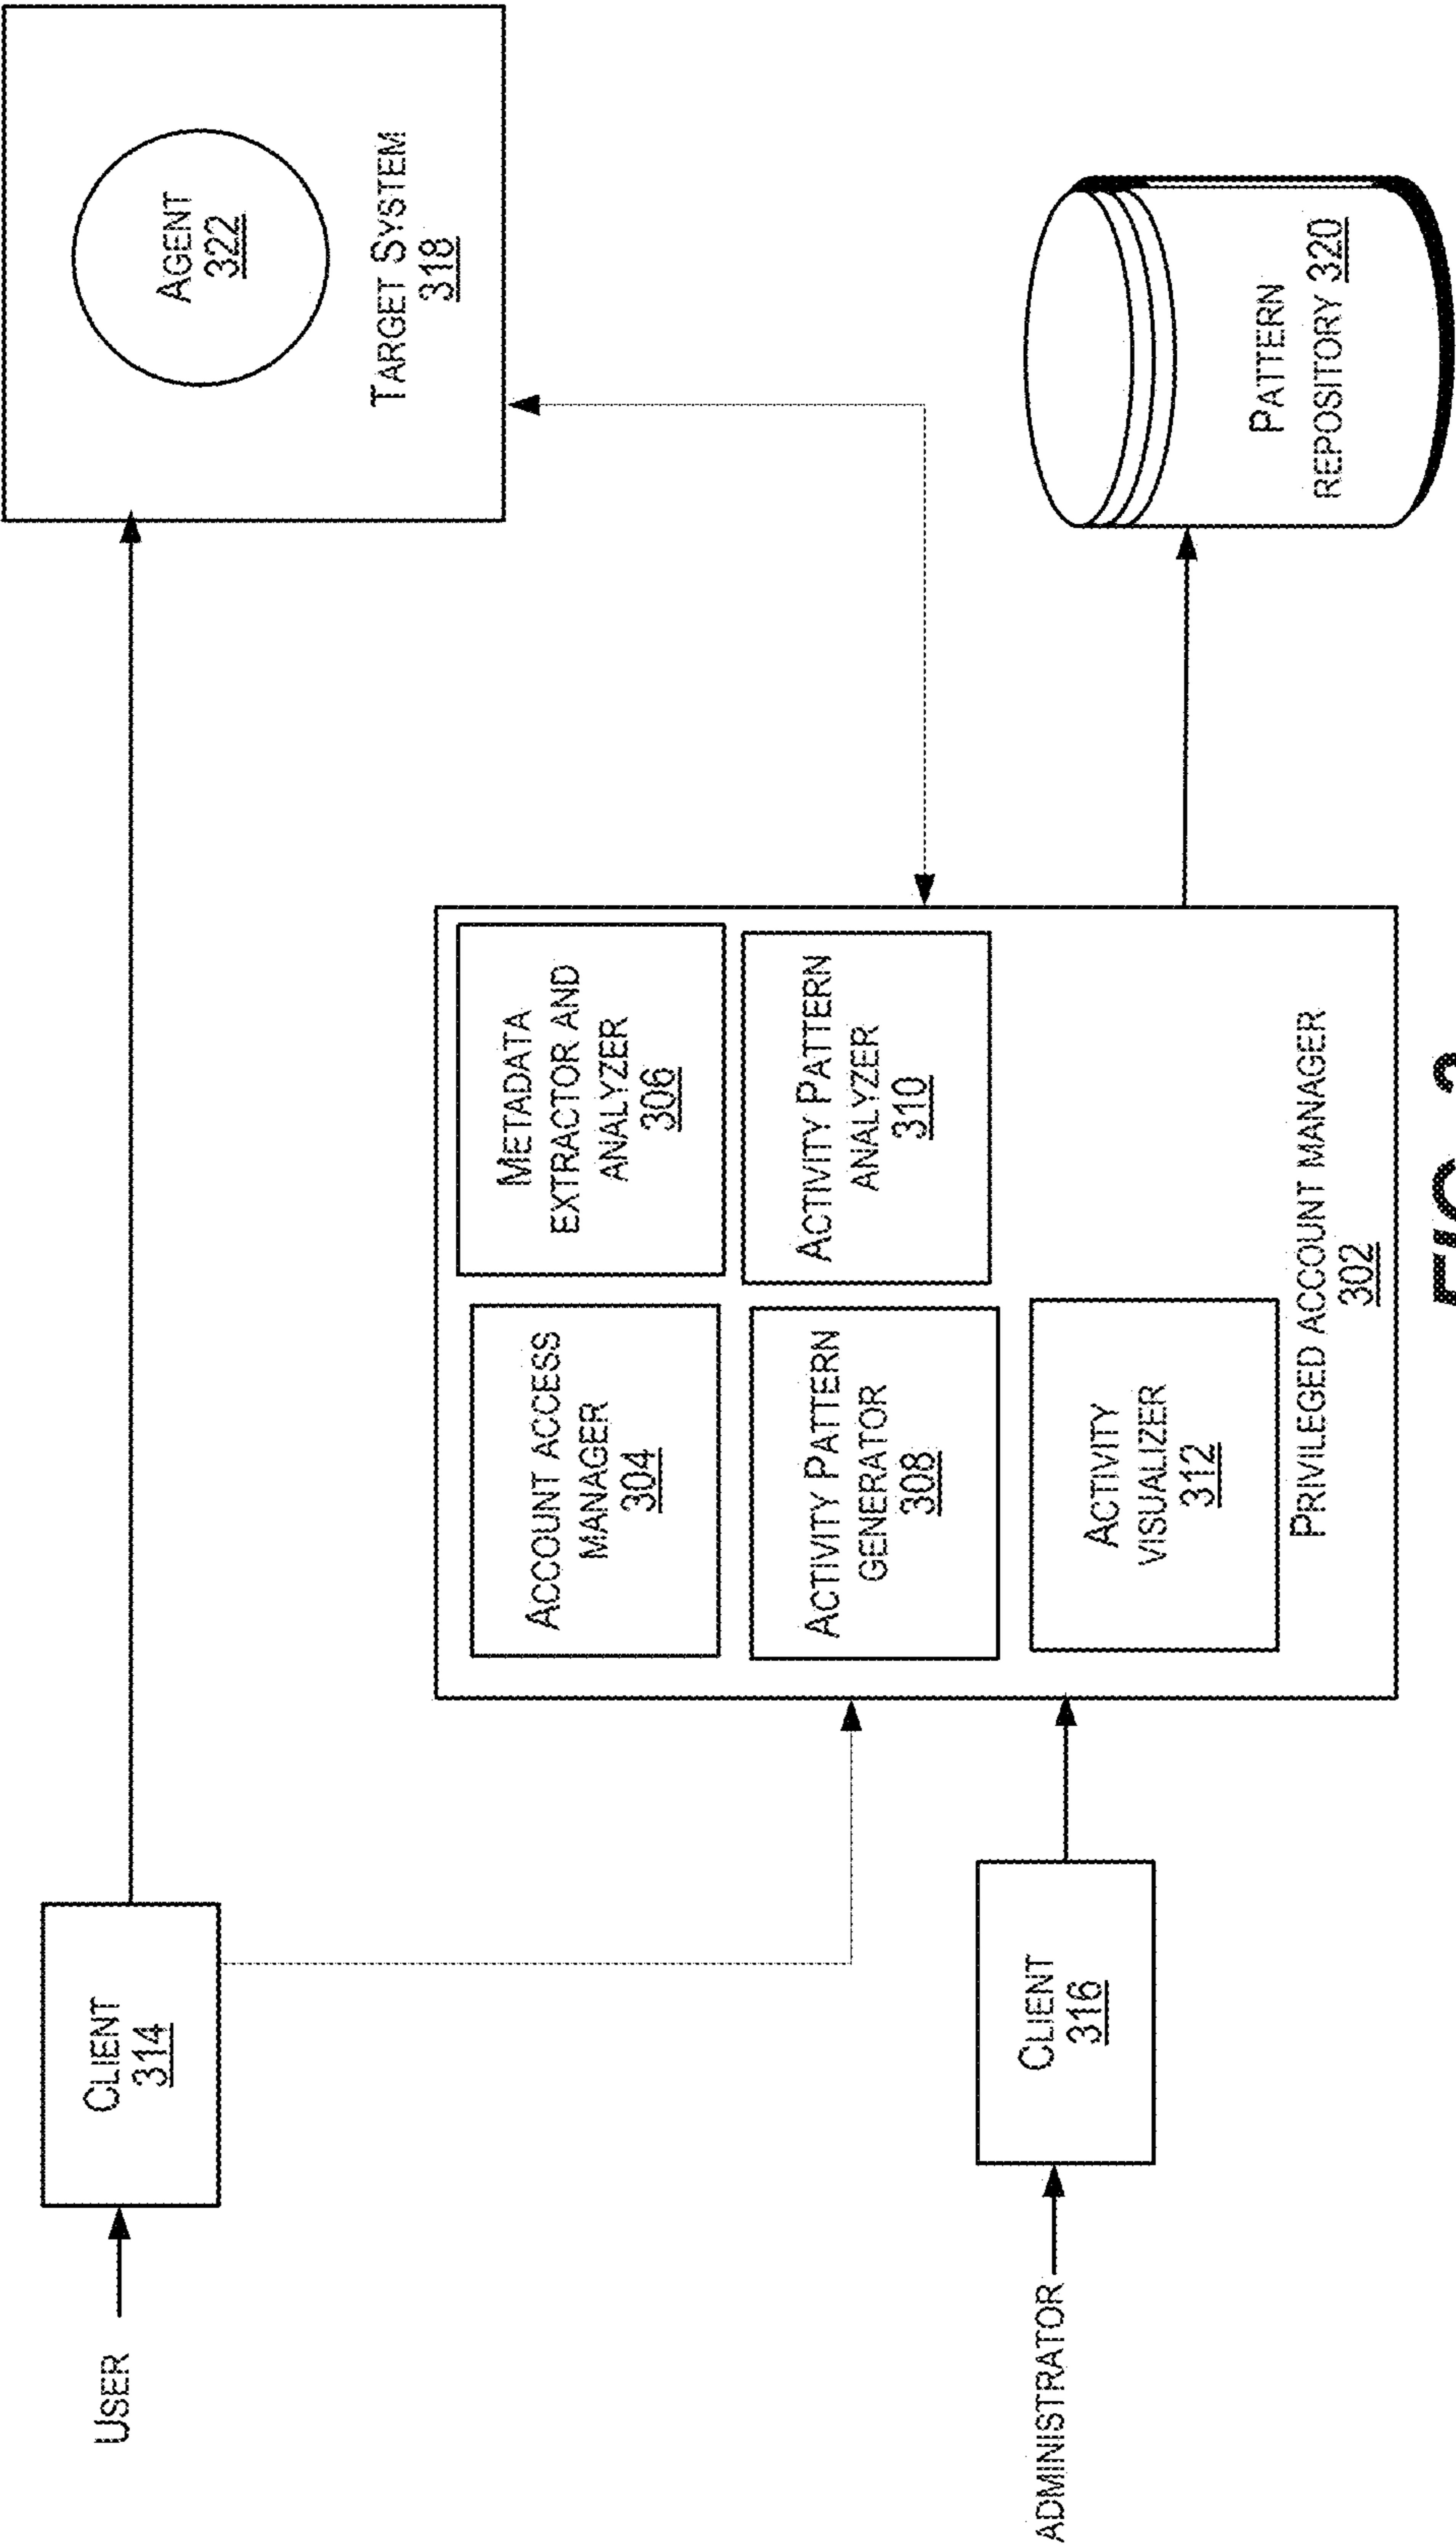 USER
CLIENT
314
AGENT
322
TARGET SYSTEM
318
ACCOUNT ACCESS
MANAGER
304
METADATA
EXTRACTOR AND
ANALYZER
306
ACTIVITY PATTERN
GENERATOR
308
ACTIVITY PATTERN
ANALYZER
310
ACTIVITY
VISUALIZER
312
PRIVILEGED ACCOUNT MANAGER
302
ADMINISTRATOR
CLIENT
316
PATTERN
REPOSITORY 320